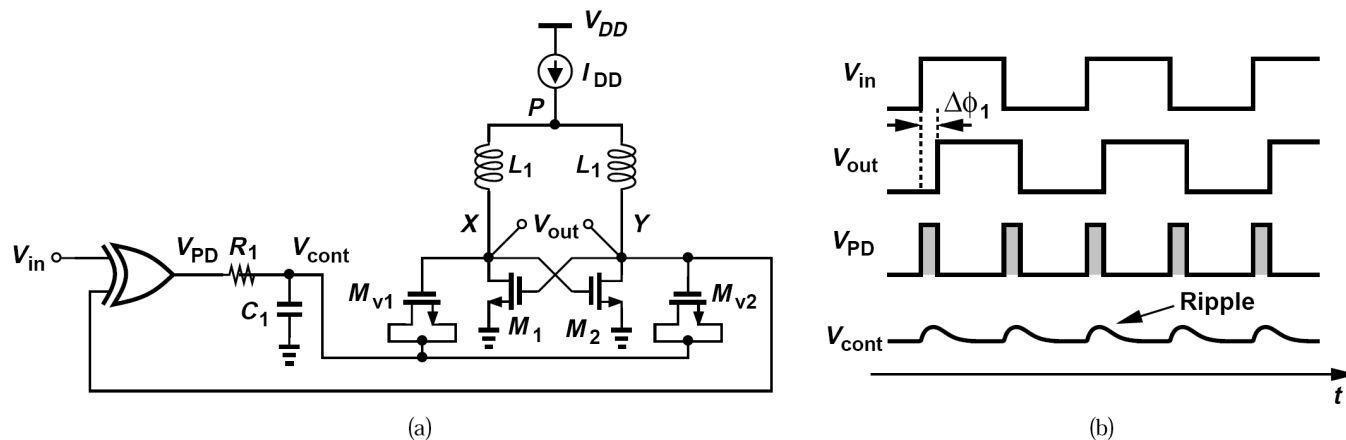 V_DD
I_DD
P
L_1
L_1
X
V_out
Y
V_in
V_PD
R_1
V_cont
C_1
M_v1
M_1
M_2
M_v2
(a)
V_in
Δϕ_1
V_out
V_PD
Ripple
V_cont
t
(b)